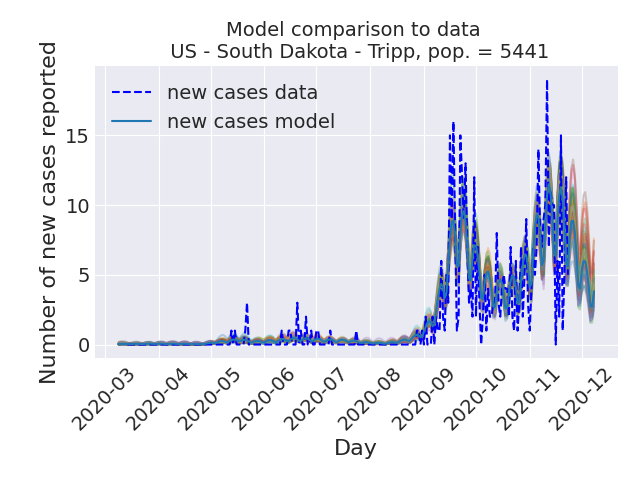 Model comparison to data
US - South Dakota - Tripp, pop. = 5441
new cases data
new cases model
Number of new cases reported
15
10
5
0
2020-03
2020-04
2020-05
2020-06
2020-07
2020-08
2020-09
2020-10
2020-11
2020-12
Day